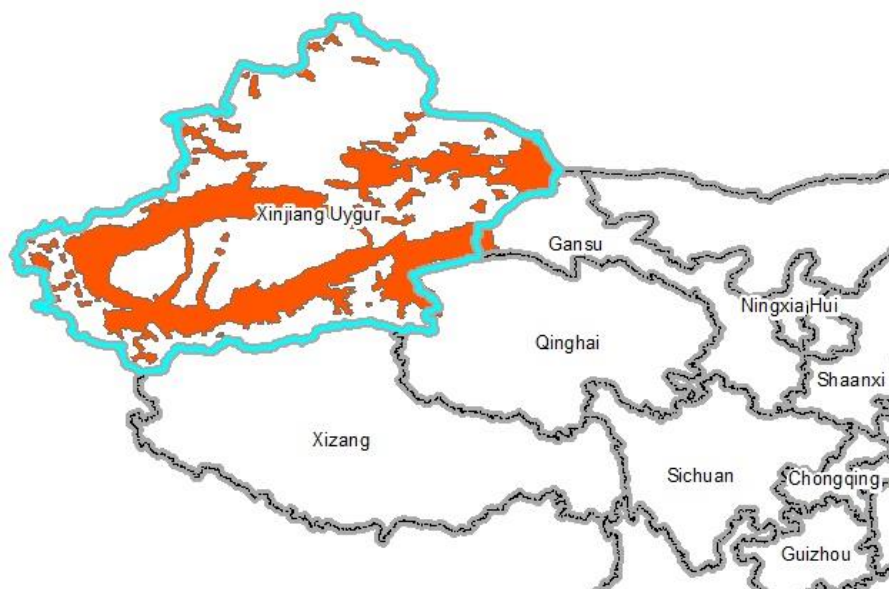 Xinjiang Uygur
Gansu
Ningxia Hui
Qinghai
Shaanxi
Xizang
Sichuan
Chongqing
Guizhou